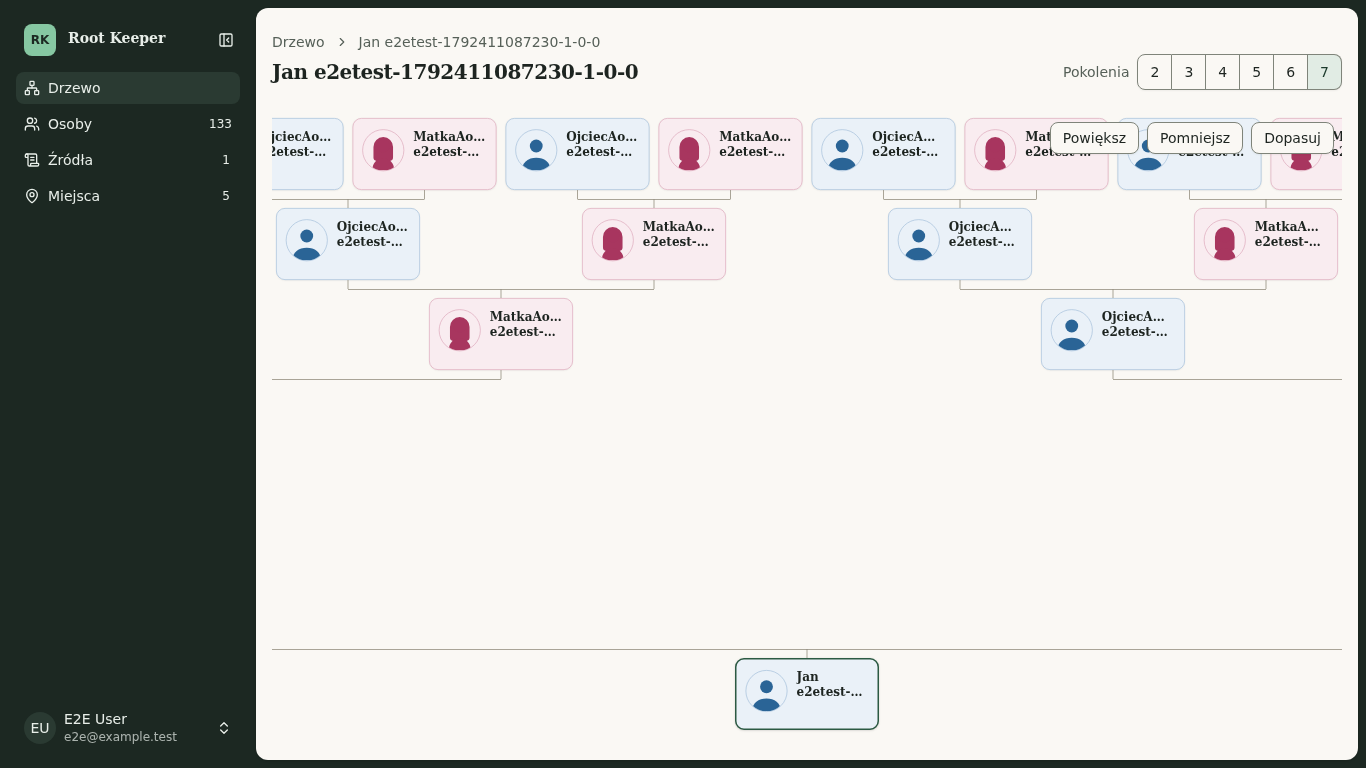 RK
Root Keeper
Drzewo
Osoby 133
Źródła 1
Miejsca 5
EU
E2E User
e2e@example.test
Drzewo > Jan e2etest-1792411087230-1-0-0
Jan e2etest-1792411087230-1-0-0
Pokolenia 2 3 4 5 6 7
Powiększ Pomniejsz Dopasuj
jciecAo...
2etest-...
MatkaAo...
e2etest-...
OjciecAo...
e2etest-...
MatkaAo...
e2etest-...
OjciecAo...
e2etest-...
OjciecAo...
e2etest-...
MatkaAo...
e2etest-...
OjciecA...
e2etest-...
MatkaA...
e2etest-...
MatkaAo...
e2etest-...
OjciecA...
e2etest-...
Jan
e2etest-...